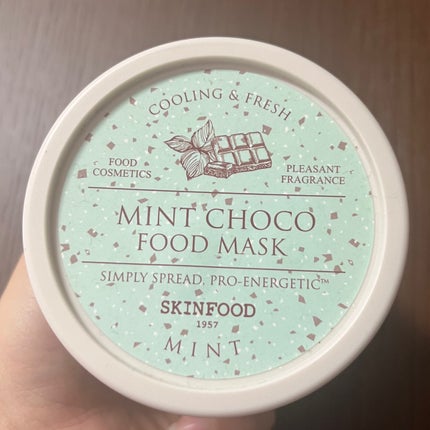 COOLING & FRESH
FOOD
COSMETICS
PLEASANT
FRAGRANCE
MINT CHOCO
FOOD MASK
SIMPLY SPREAD, PRO-ENERGETIC™
SKINFOOD
1957
MINT